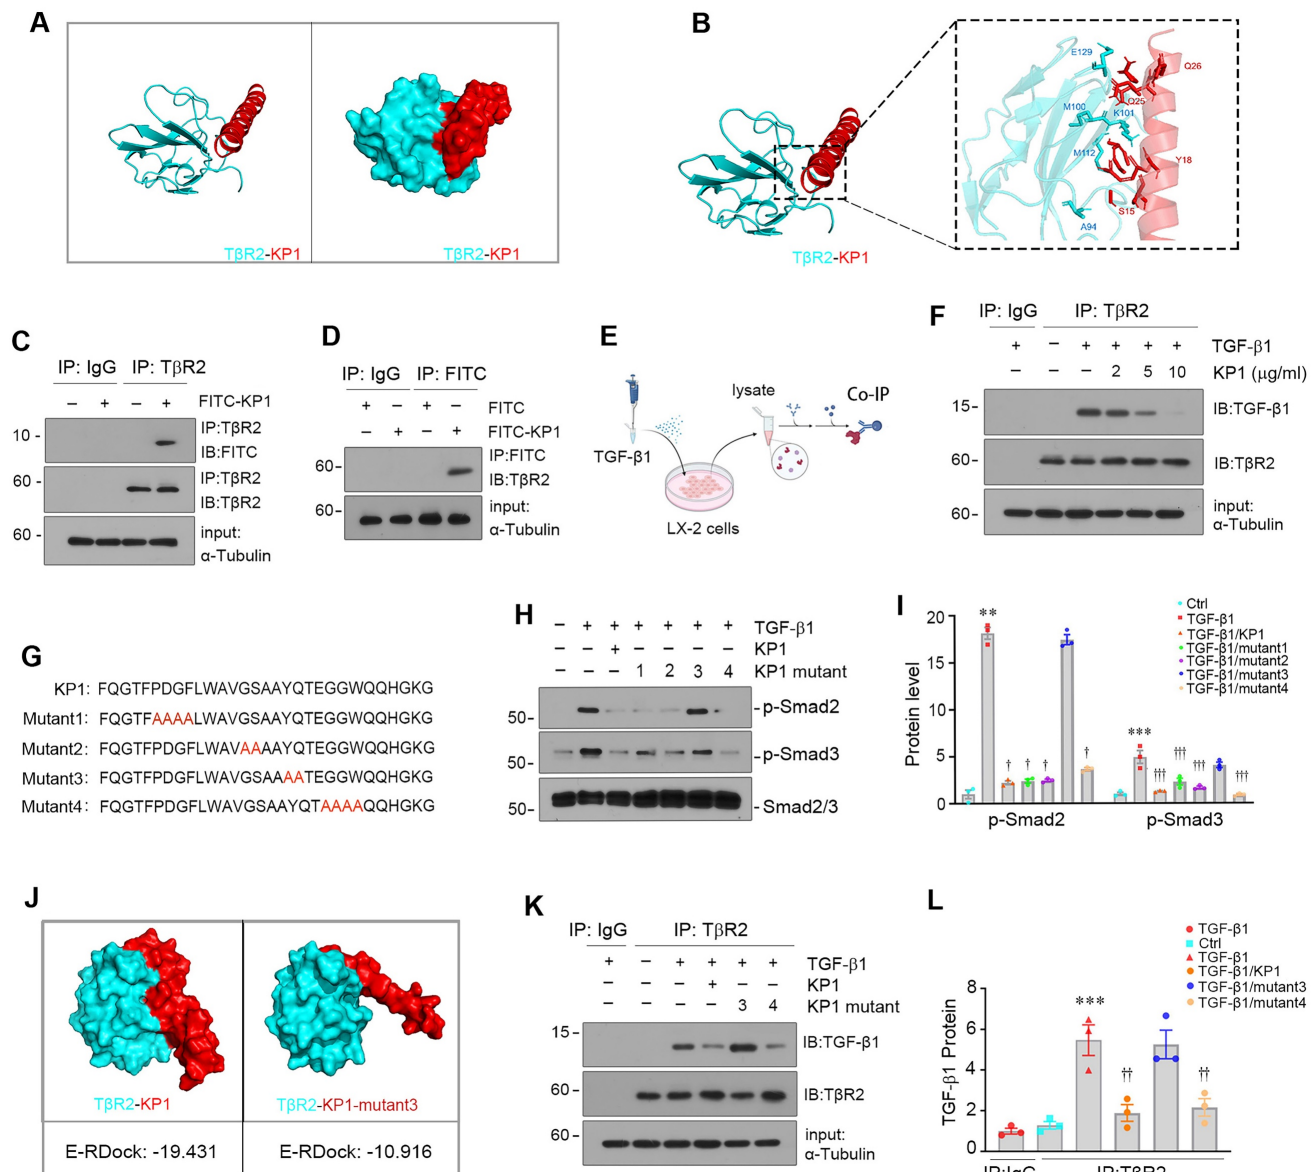 A
TβR2-KP1
TβR2-KP1
B
TβR2-KP1
E129
Q26
Q25
M100
K101
M112
Y18
S15
A94
C
IP: IgG IP: TβR2
– + – + FITC-KP1
10 -
IP:TβR2
IB:FITC
60 -
IP:TβR2
IB:TβR2
60 -
input:
α-Tubulin
D
IP: IgG IP: FITC
+ – + – FITC
– + – + FITC-KP1
60-
IP:FITC
IB:TβR2
60-
input:
α-Tubulin
E
TGF-β1
lysate
Co-IP
LX-2 cells
F
IP: IgG IP: TβR2
+ – + + + + TGF-β1
– – – 2 5 10 KP1 (μg/ml)
15- IB:TGF-β1
60- IB:TβR2
60-
input:
α-Tubulin
G
KP1: FQGTFPDGFLWAVGSAAYQTEGGWQQHGKG
Mutant1: FQGTFAAAALWAVGSAAYQTEGGWQQHGKG
Mutant2: FQGTFPDGFLWAVAAAAYQTEGGWQQHGKG
Mutant3: FQGTFPDGFLWAVGSAAAATEGGWQQHGKG
Mutant4: FQGTFPDGFLWAVGSAAYQTAAAAQQHGKG
H
– + + + + + + TGF-β1
– – + – – – – KP1
– – – 1 2 3 4 KP1 mutant
50- -p-Smad2
50- -p-Smad3
50- -Smad2/3
I
Ctrl
TGF-β1
TGF-β1/KP1
TGF-β1/mutant1
TGF-β1/mutant2
TGF-β1/mutant3
TGF-β1/mutant4
Protein level
20
15
10
5
0
**
† † † †
***
††† ††† ††† †††
p-Smad2 p-Smad3
J
TβR2-KP1
TβR2-KP1-mutant3
E-RDock: -19.431
E-RDock: -10.916
K
IP: IgG IP: TβR2
+ – + + + + TGF-β1
– – – + – – KP1
– – – – 3 4 KP1 mutant
15- IB:TGF-β1
60- IB:TβR2
60-
input:
α-Tubulin
L
TGF-β1
Ctrl
TGF-β1
TGF-β1/KP1
TGF-β1/mutant3
TGF-β1/mutant4
TGF-β1 Protein
8
6
4
2
0
***
†† ††
IP:IgG IP:TβR2